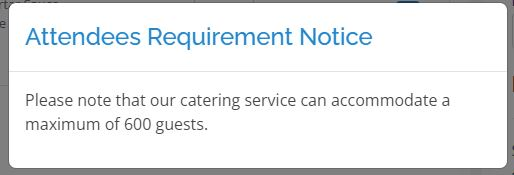 Attendees Requirement Notice
Please note that our catering service can accommodate a
maximum of 600 guests.